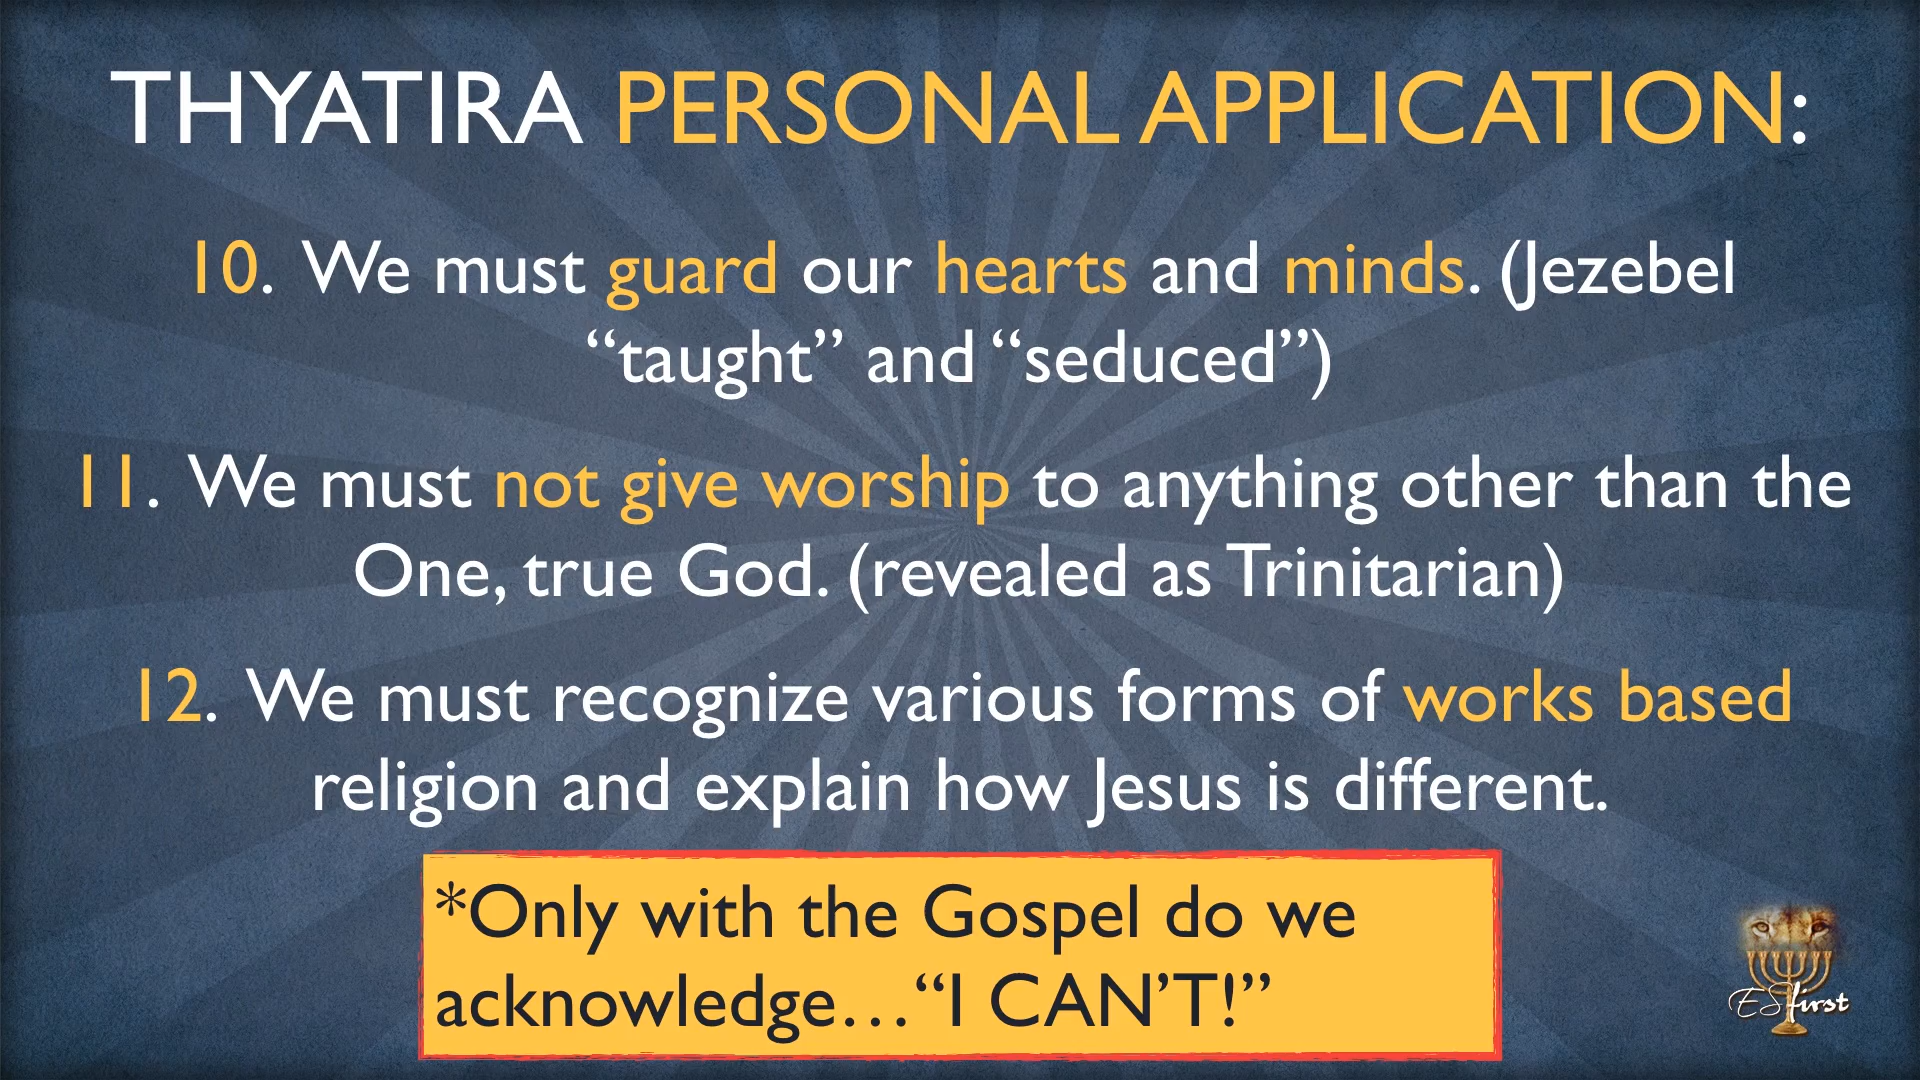 THYATIRA PERSONAL APPLICATION:
10. We must guard our hearts and minds. (Jezebel
“taught” and “seduced”)
11. We must not give worship to anything other than the
One, true God. (revealed as Trinitarian)
12. We must recognize various forms of works based
religion and explain how Jesus is different.
*Only with the Gospel do we
acknowledge…“I CAN’T!”
ESfirst